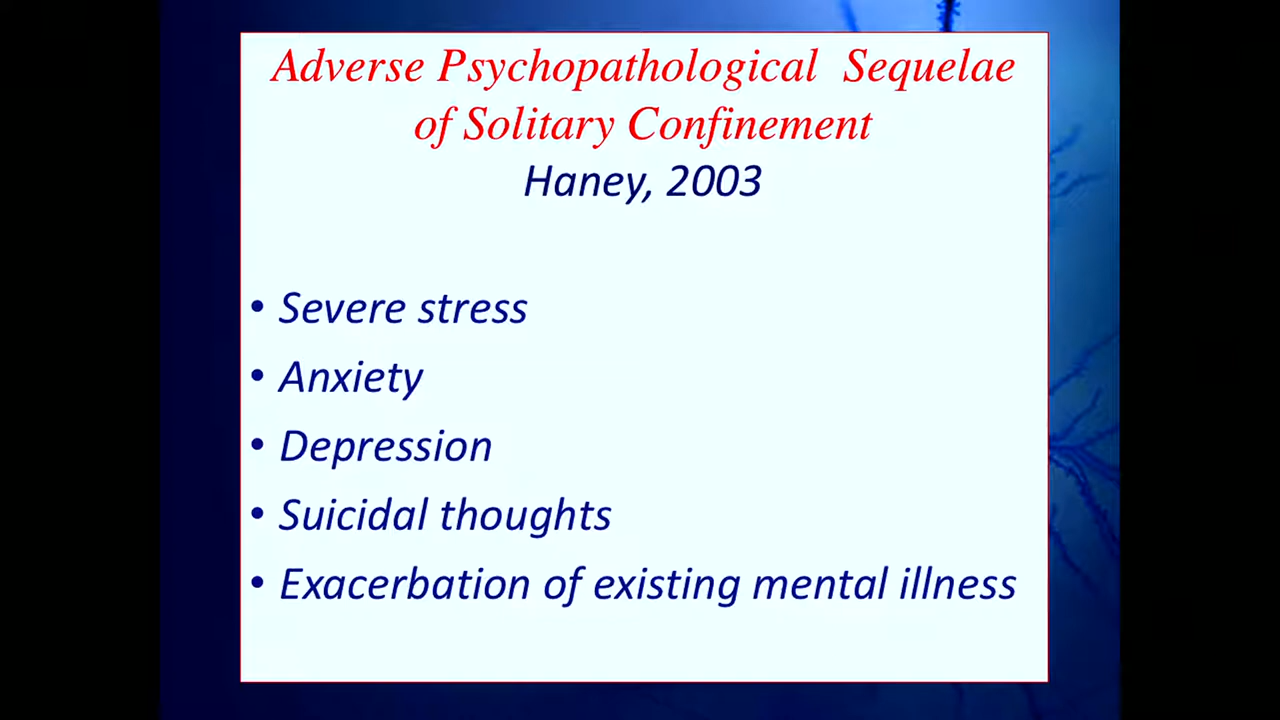 Adverse Psychopathological Sequelae
of Solitary Confinement
Haney, 2003
• Severe stress
• Anxiety
• Depression
• Suicidal thoughts
• Exacerbation of existing mental illness